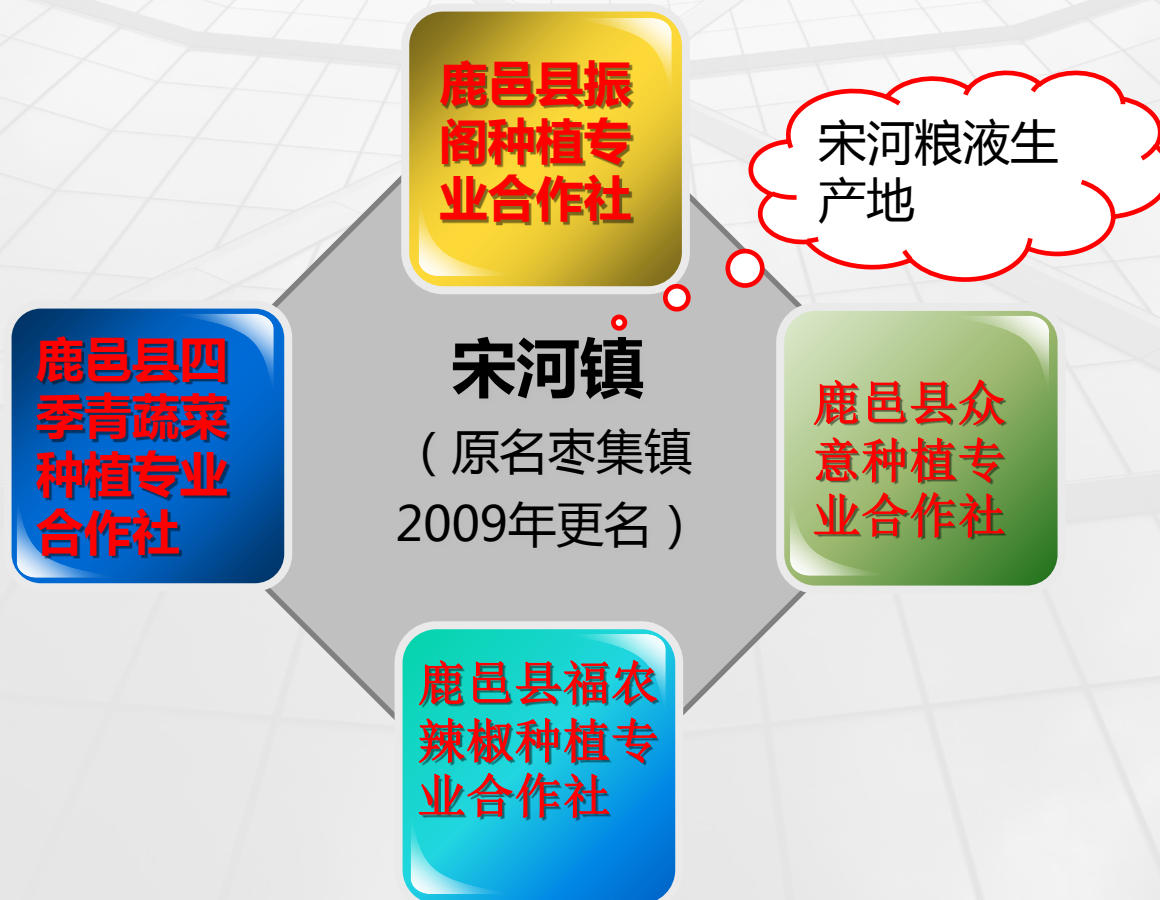 鹿邑县振
阁种植专
业合作社
宋河粮液生
产地
鹿邑县四
季青蔬菜
种植专业
合作社
宋河镇
（原名枣集镇
2009年更名）
鹿邑县众
意种植专
业合作社
鹿邑县福农
辣椒种植专
业合作社